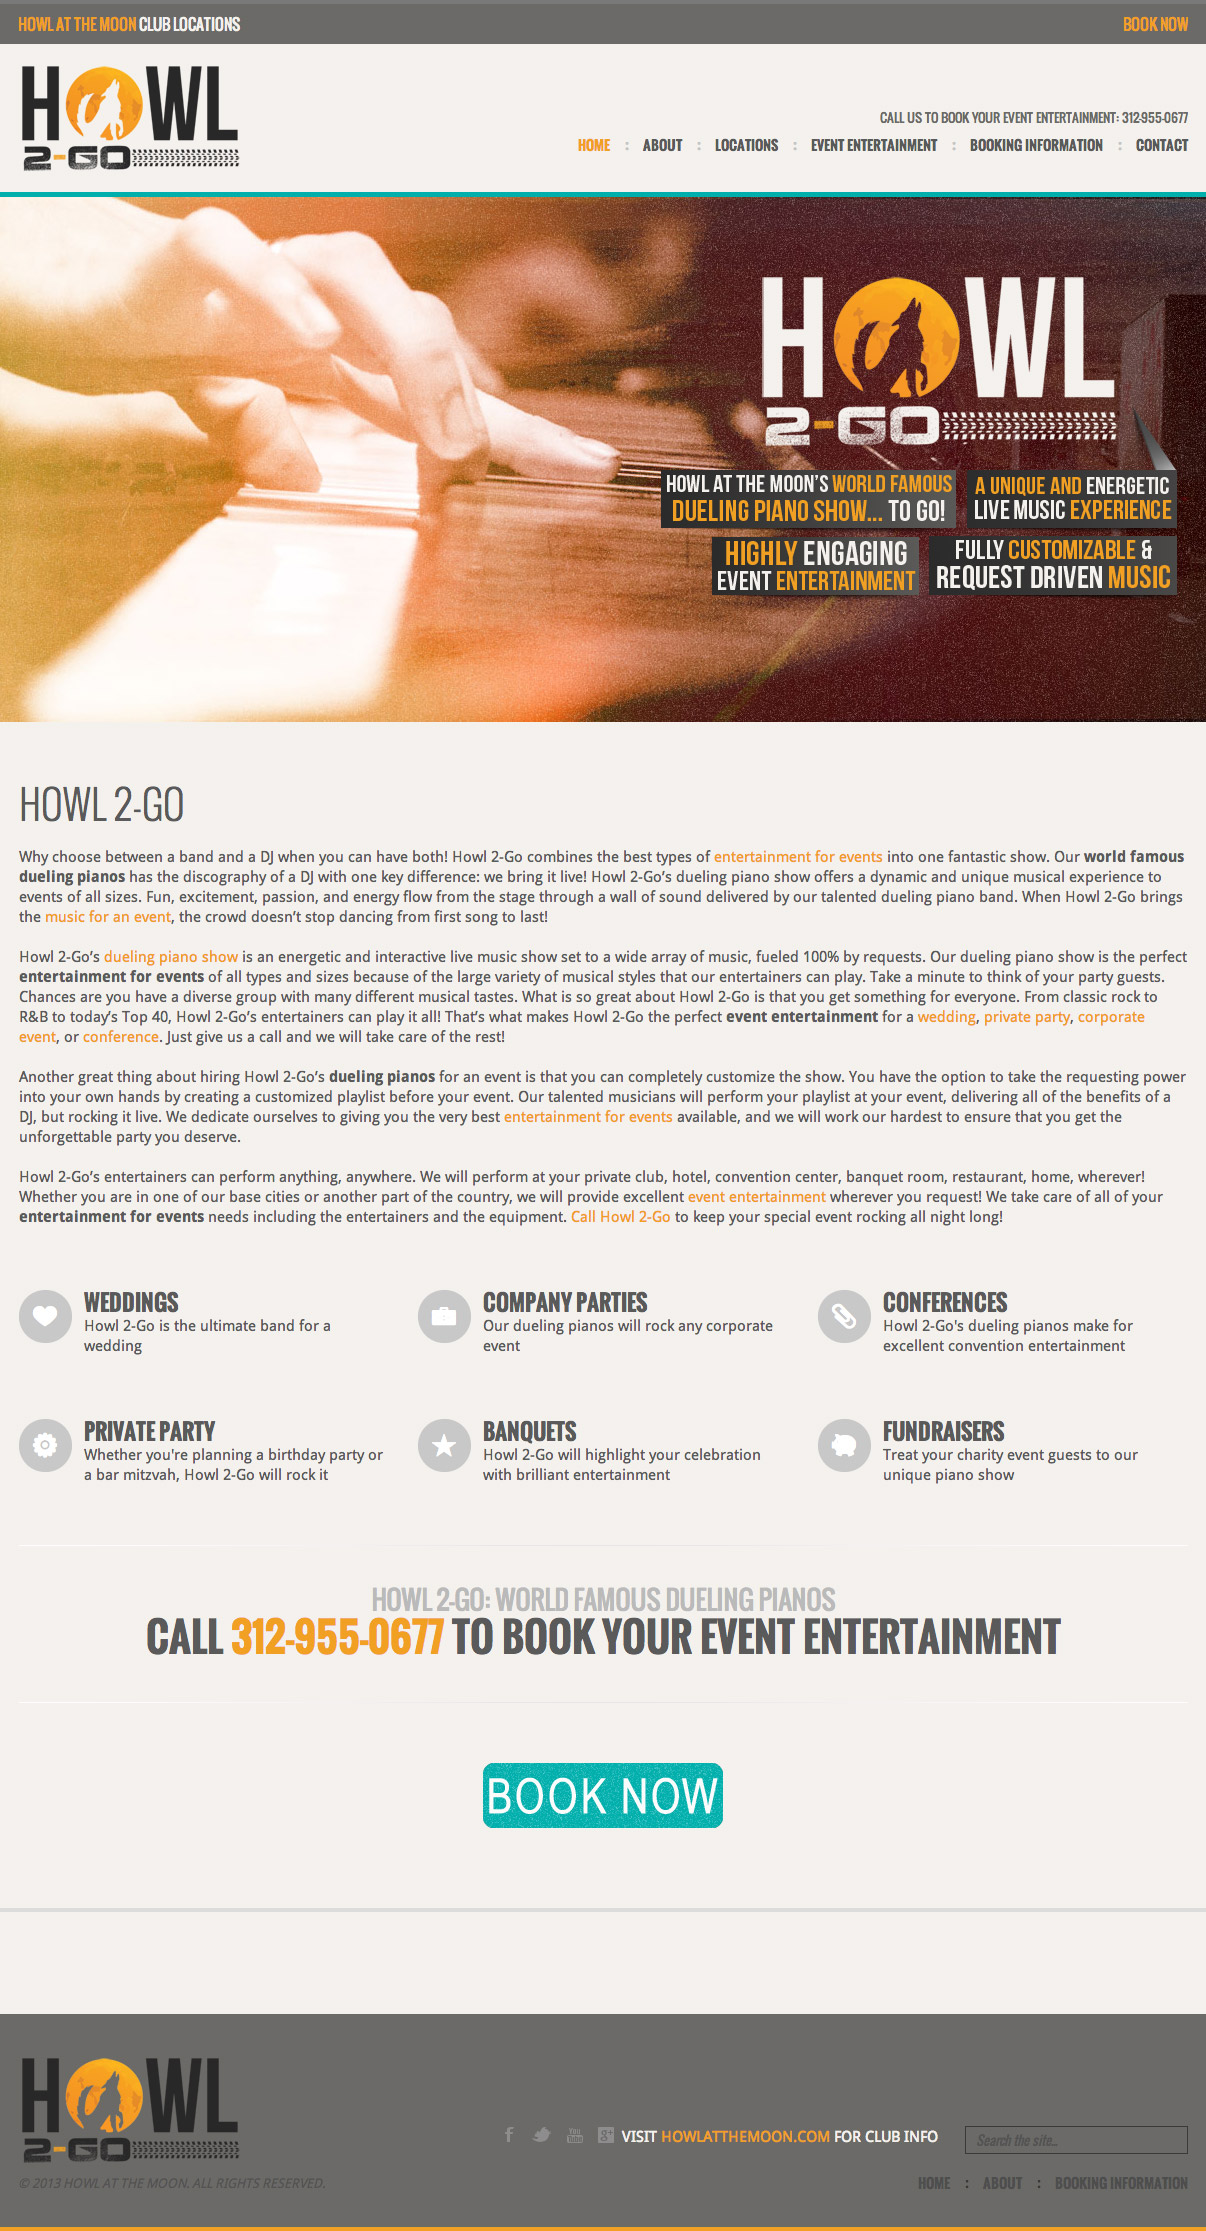 HOWL AT THE MOON CLUB LOCATIONS
BOOK NOW
HOWL
2-GO
CALL US TO BOOK YOUR EVENT ENTERTAINMENT: 312-955-0677
HOME : ABOUT : LOCATIONS : EVENT ENTERTAINMENT : BOOKING INFORMATION : CONTACT
HOWL
2-GO
HOWL AT THE MOON'S WORLD FAMOUS
DUELING PIANO SHOW... TO GO!
A UNIQUE AND ENERGETIC
LIVE MUSIC EXPERIENCE
HIGHLY ENGAGING
EVENT ENTERTAINMENT
FULLY CUSTOMIZABLE &
REQUEST DRIVEN MUSIC
HOWL 2-GO
Why choose between a band and a DJ when you can have both! Howl 2-Go combines the best types of entertainment for events into one fantastic show. Our world famous
dueling pianos has the discography of a DJ with one key difference: we bring it live! Howl 2-Go’s dueling piano show offers a dynamic and unique musical experience to
events of all sizes. Fun, excitement, passion, and energy flow from the stage through a wall of sound delivered by our talented dueling piano band. When Howl 2-Go brings
the music for an event, the crowd doesn’t stop dancing from first song to last!
Howl 2-Go’s dueling piano show is an energetic and interactive live music show set to a wide array of music, fueled 100% by requests. Our dueling piano show is the perfect
entertainment for events of all types and sizes because of the large variety of musical styles that our entertainers can play. Take a minute to think of your party guests.
Chances are you have a diverse group with many different musical tastes. What is so great about Howl 2-Go is that you get something for everyone. From classic rock to
R&B to today’s Top 40, Howl 2-Go’s entertainers can play it all! That’s what makes Howl 2-Go the perfect event entertainment for a wedding, private party, corporate
event, or conference. Just give us a call and we will take care of the rest!
Another great thing about hiring Howl 2-Go’s dueling pianos for an event is that you can completely customize the show. You have the option to take the requesting power
into your own hands by creating a customized playlist before your event. Our talented musicians will perform your playlist at your event, delivering all of the benefits of a
DJ, but rocking it live. We dedicate ourselves to giving you the very best entertainment for events available, and we will work our hardest to ensure that you get the
unforgettable party you deserve.
Howl 2-Go’s entertainers can perform anything, anywhere. We will perform at your private club, hotel, convention center, banquet room, restaurant, home, wherever!
Whether you are in one of our base cities or another part of the country, we will provide excellent event entertainment wherever you request! We take care of all of your
entertainment for events needs including the entertainers and the equipment. Call Howl 2-Go to keep your special event rocking all night long!
WEDDINGS
Howl 2-Go is the ultimate band for a
wedding
COMPANY PARTIES
Our dueling pianos will rock any corporate
event
CONFERENCES
Howl 2-Go's dueling pianos make for
excellent convention entertainment
PRIVATE PARTY
Whether you're planning a birthday party or
a bar mitzvah, Howl 2-Go will rock it
BANQUETS
Howl 2-Go will highlight your celebration
with brilliant entertainment
FUNDRAISERS
Treat your charity event guests to our
unique piano show
HOWL 2-GO: WORLD FAMOUS DUELING PIANOS
CALL 312-955-0677 TO BOOK YOUR EVENT ENTERTAINMENT
BOOK NOW
HOWL
2-GO
© 2013 HOWL AT THE MOON. ALL RIGHTS RESERVED.
f You Tube g+ VISIT HOWLATTHEMOON.COM FOR CLUB INFO
Search the site...
HOME : ABOUT : BOOKING INFORMATION